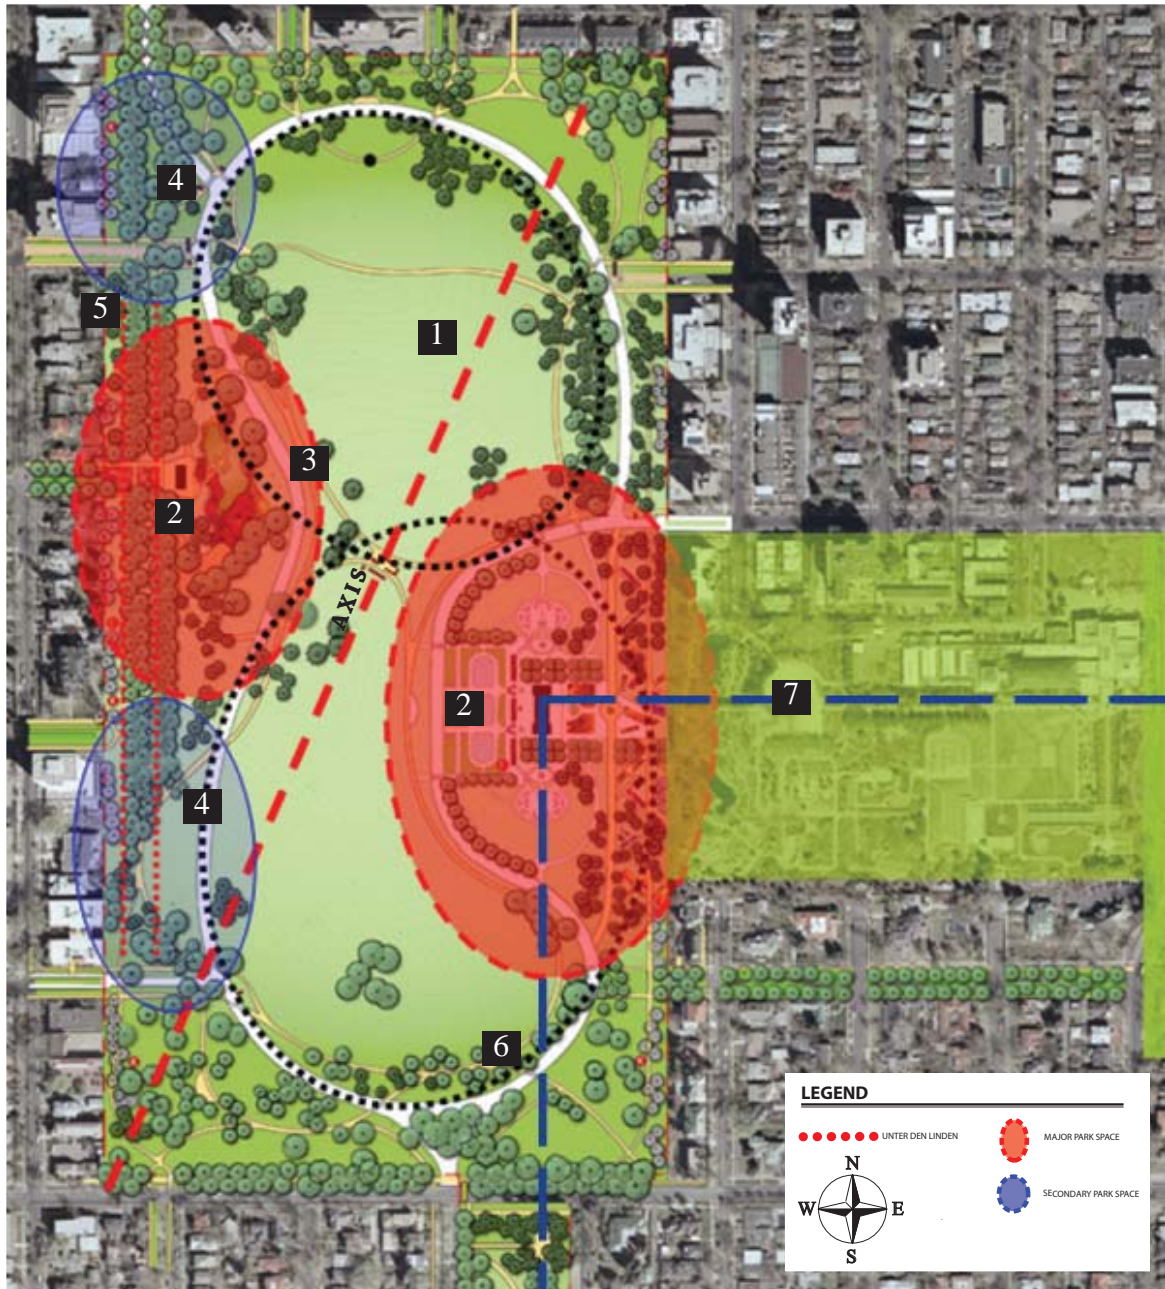 4
5
1
3
2
AXIS
2
7
4
6
LEGEND
UNTER DEN LINDEN
MAJOR PARK SPACE
SECONDARY PARK SPACE
N
W E
S